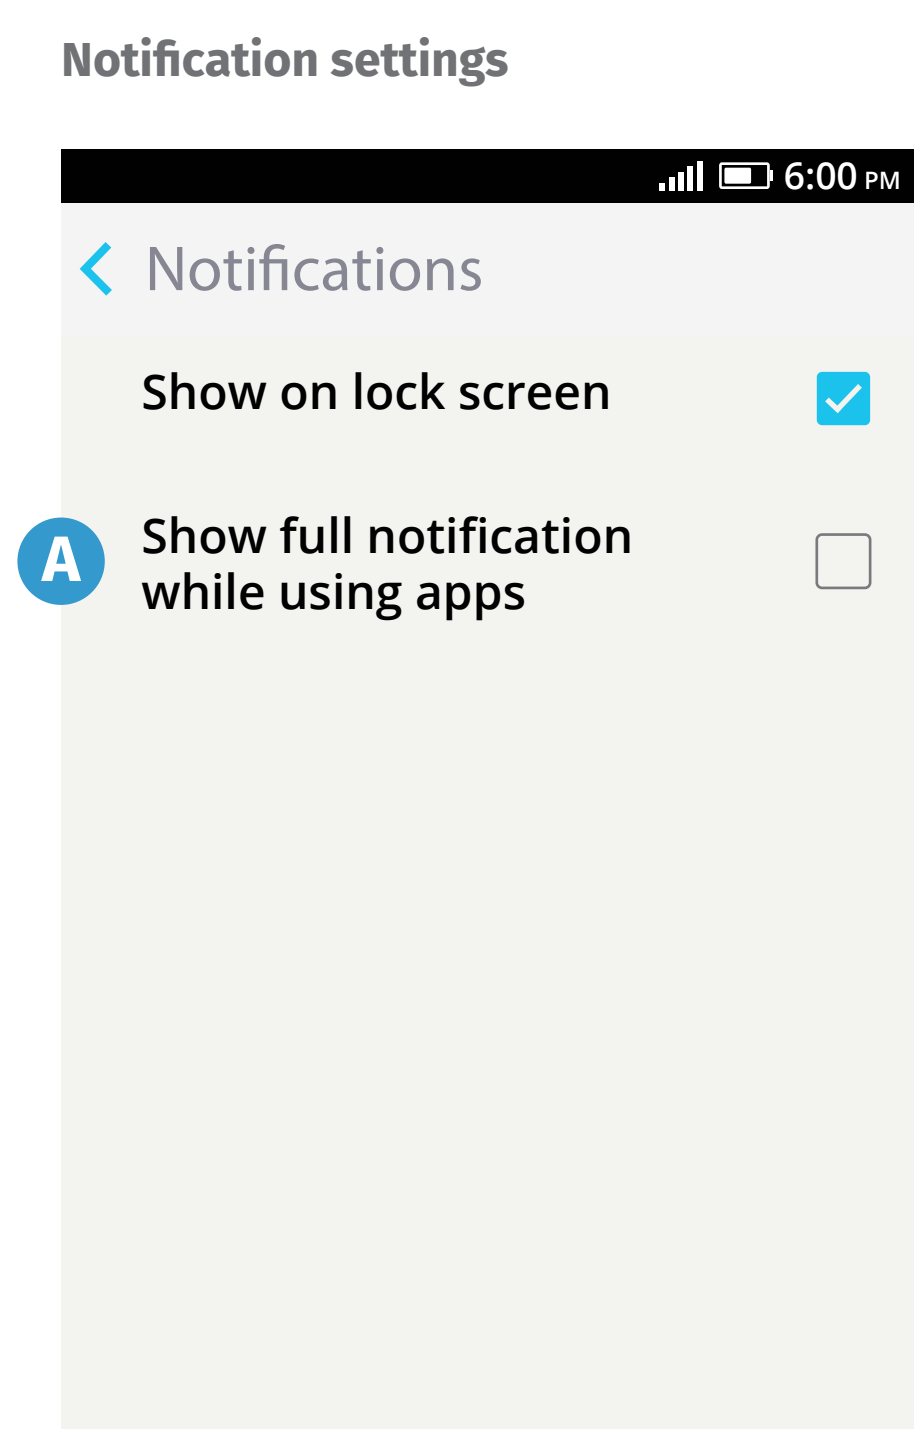 Notification settings
6:00 PM
Notifications
Show on lock screen
A
Show full notification
while using apps